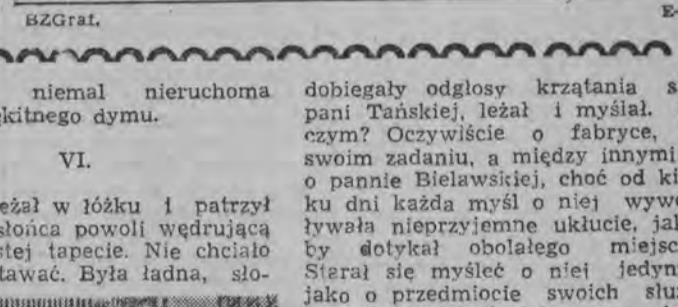 BZGraf.
E-
niemal nieruchoma
kitnego dymu.
VI.
eżał w łóżku i patrzył
słońca powoli wędrującą
stej tapecie. Nie chciało
tawać. Była ładna, sło-
dobiegały odgłosy krzątania s
pani Tańskiej, leżał i myślał.
czym? Oczywiście o fabryce,
swoim zadaniu, a między innymi
o pannie Bielawskiej, choć od ki
ku dni każda myśl o niej wywo
ływała nieprzyjemne ukłucie, jak
by dotykał obolałego miejsc
Starał się myśleć o niej jedyn
jako o przedmiocie swoich słu